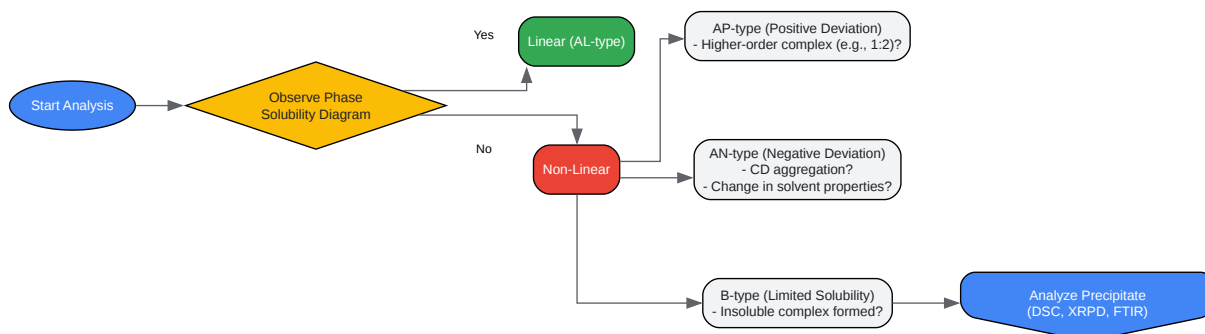 Start Analysis
Observe Phase
Solubility Diagram
Yes
Linear (AL-type)
No
Non-Linear
AP-type (Positive Deviation)
- Higher-order complex (e.g., 1:2)?
AN-type (Negative Deviation)
- CD aggregation?
- Change in solvent properties?
B-type (Limited Solubility)
- Insoluble complex formed?
Analyze Precipitate
(DSC, XRPD, FTIR)